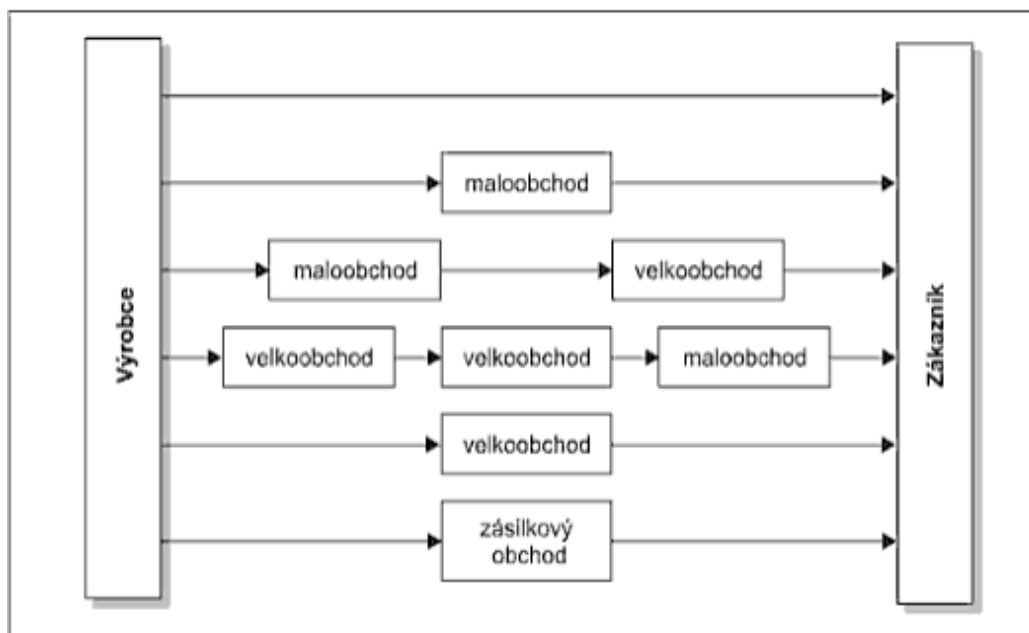 Výrobce
maloobchod
maloobchod
velkoobchod
velkoobchod
velkoobchod
maloobchod
velkoobchod
zásilkový
obchod
Zákazník